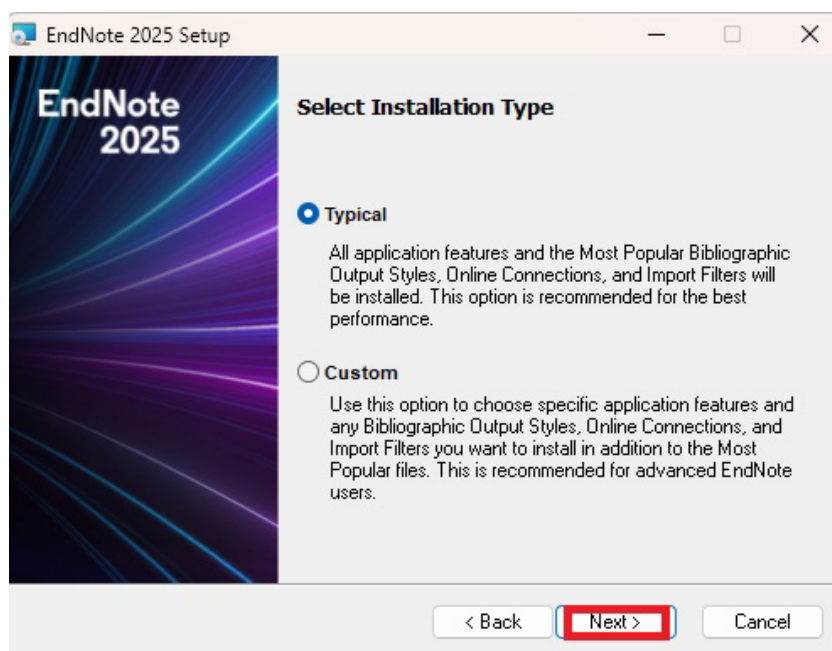 EndNote 2025 Setup
EndNote
2025
Select Installation Type
Typical
All application features and the Most Popular Bibliographic
Output Styles, Online Connections, and Import Filters will
be installed. This option is recommended for the best
performance.
Custom
Use this option to choose specific application features and
any Bibliographic Output Styles, Online Connections, and
Import Filters you want to install in addition to the Most
Popular files. This is recommended for advanced EndNote
users.
< Back
Next >
Cancel